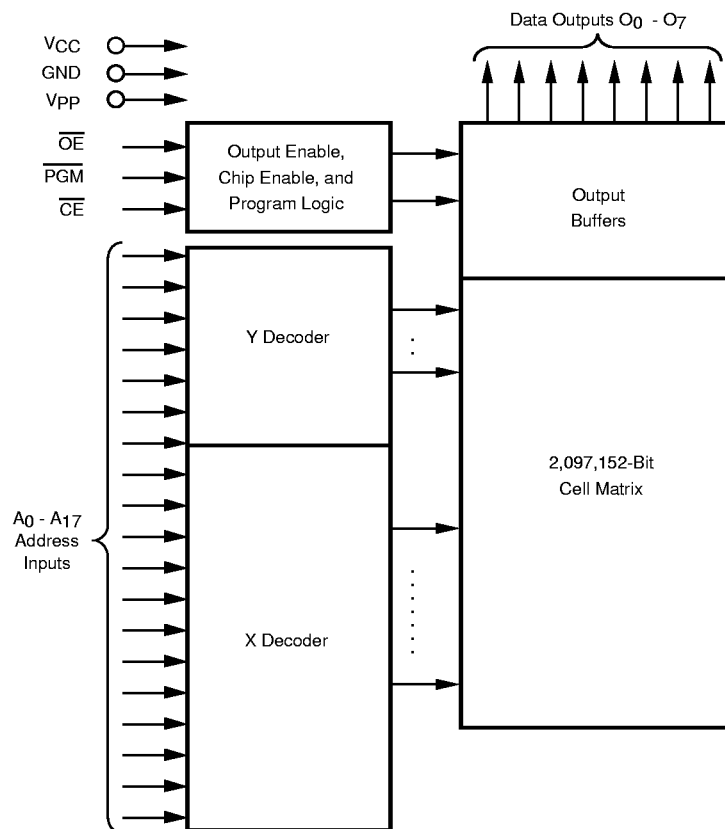 Data Outputs O0 - O7
VCC
GND
VPP
OE
PGM
CE
Output Enable,
Chip Enable, and
Program Logic
Output
Buffers
Y Decoder
2,097,152-Bit
Cell Matrix
A0 - A17
Address
Inputs
X Decoder